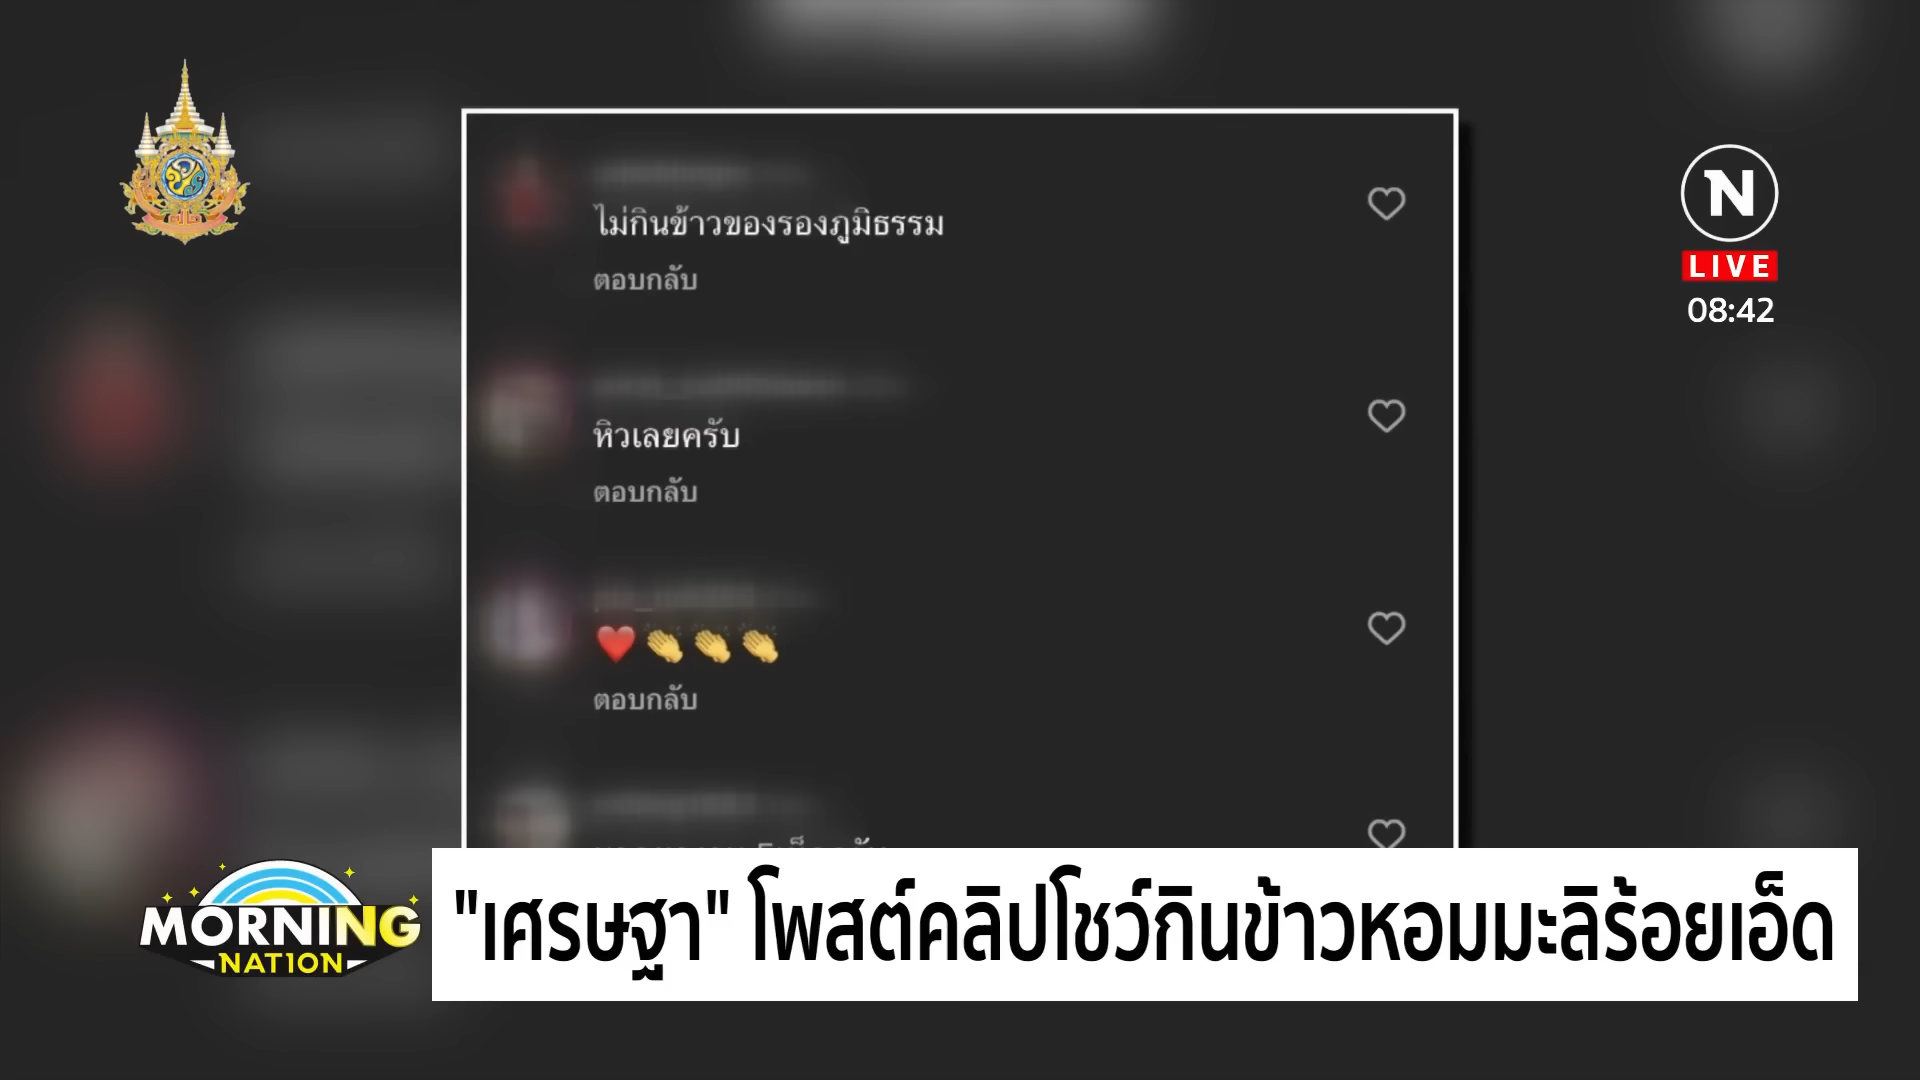 ไม่กินข้าวของรองภูมิธรรม
ตอบกลับ
หิวเลยครับ
ตอบกลับ
❤️👏👏👏
ตอบกลับ
N
LIVE
08:42
MORNING
NAT1ON
"เศรษฐา" โพสต์คลิปโชว์กินข้าวหอมมะลิร้อยเอ็ด